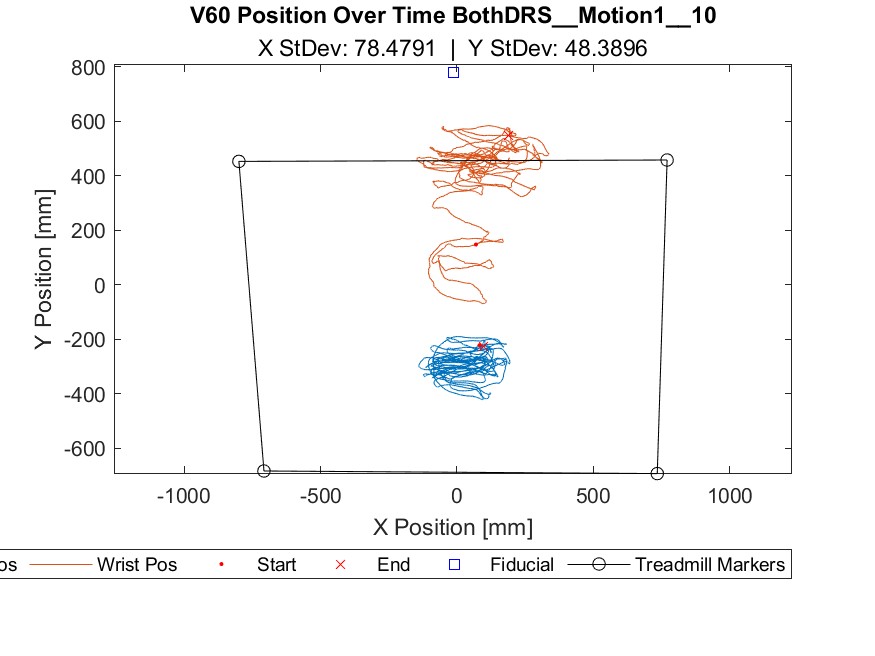 V60 Position Over Time BothDRS__Motion1__10
X StDev: 78.4791 | Y StDev: 48.3896
800
600
400
200
0
-200
-400
-600
Y Position [mm]
-1000 -500 0 500 1000
X Position [mm]
os Wrist Pos Start End Fiducial Treadmill Markers